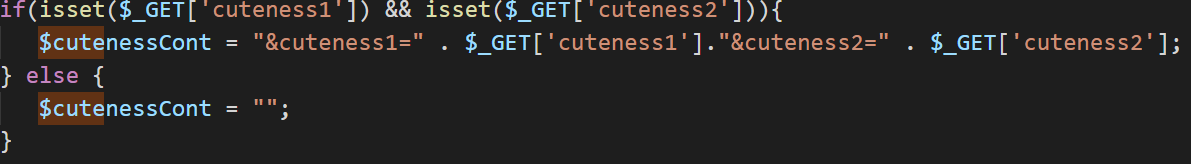 if(isset($_GET['cuteness1']) && isset($_GET['cuteness2'])){
$cutenessCont = "&cuteness1=" . $_GET['cuteness1']."&cuteness2=" . $_GET['cuteness2'];
} else {
$cutenessCont = "";
}